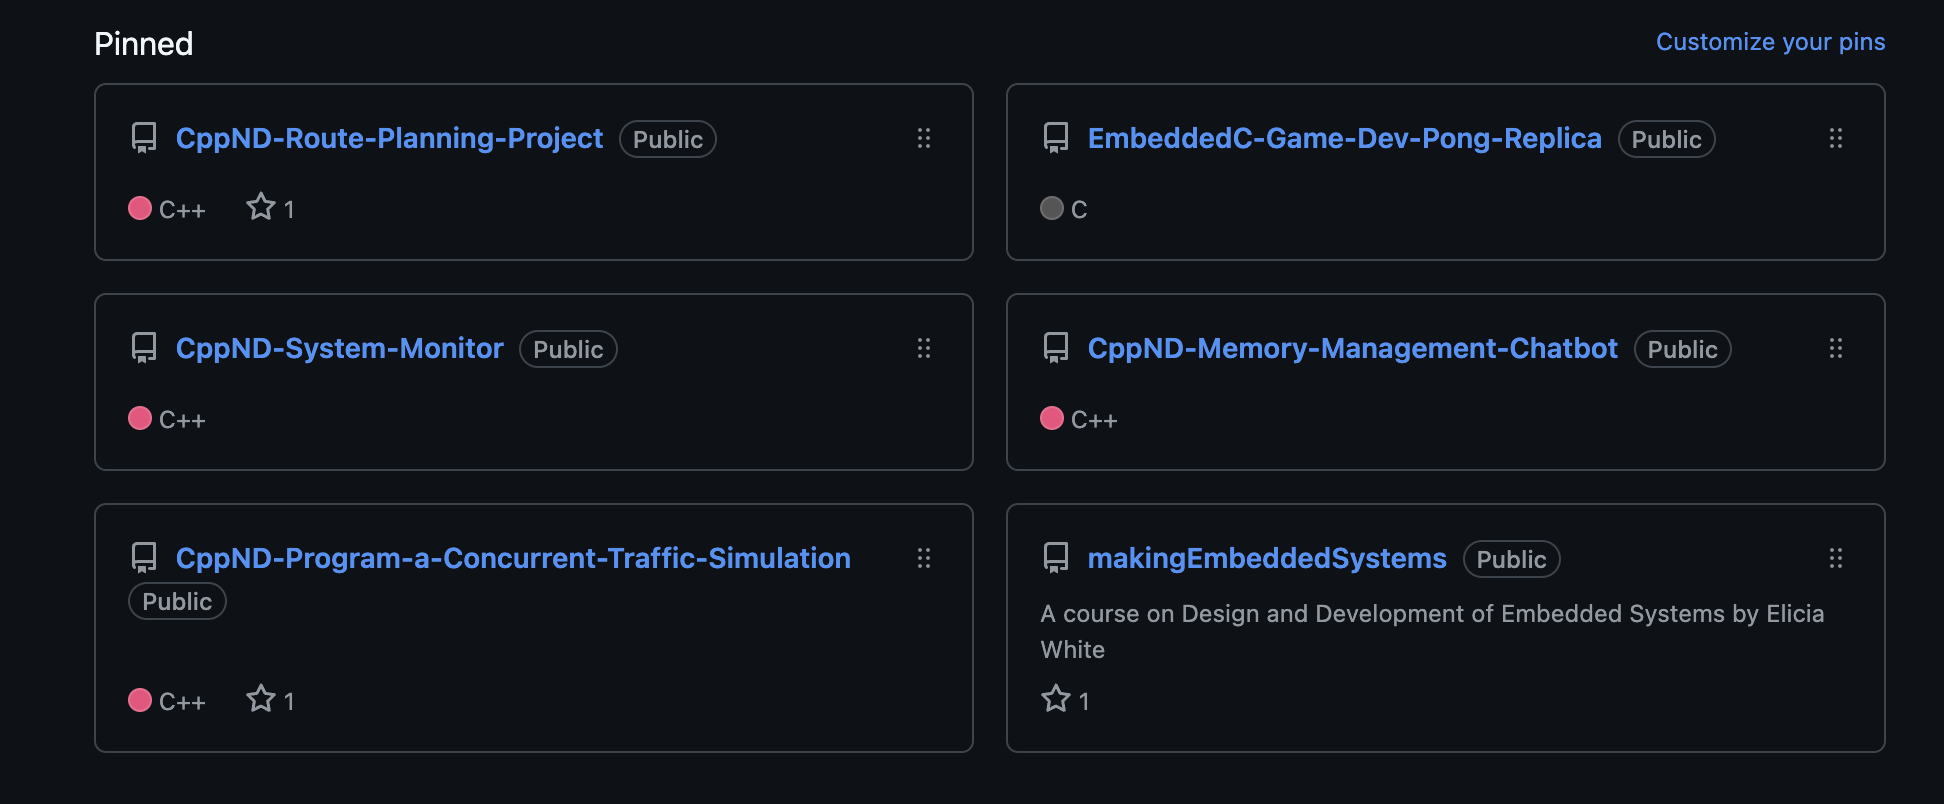 Pinned
Customize your pins
CppND-Route-Planning-Project Public
C++ 1
EmbeddedC-Game-Dev-Pong-Replica Public
C
CppND-System-Monitor Public
C++
CppND-Memory-Management-Chatbot Public
C++
CppND-Program-a-Concurrent-Traffic-Simulation
Public
C++ 1
makingEmbeddedSystems Public
A course on Design and Development of Embedded Systems by Elicia
White
1